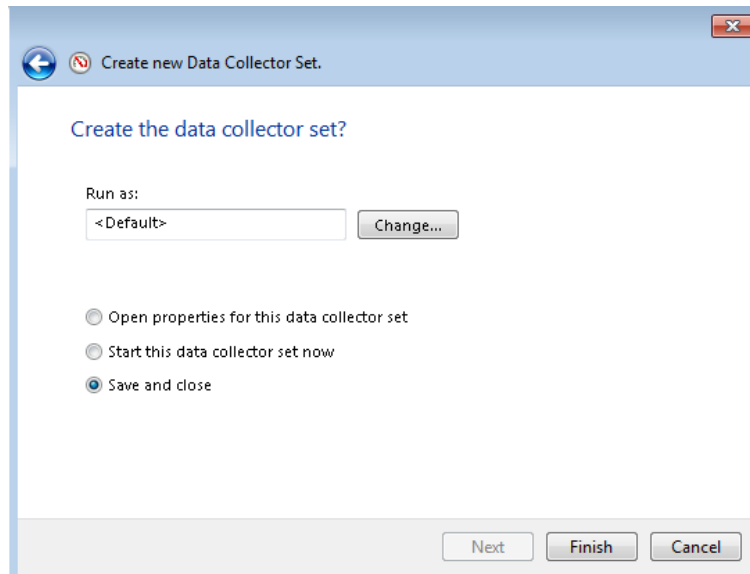 Create new Data Collector Set.
Create the data collector set?
Run as:
<Default>
Change...
Open properties for this data collector set
Start this data collector set now
Save and close
Next Finish Cancel